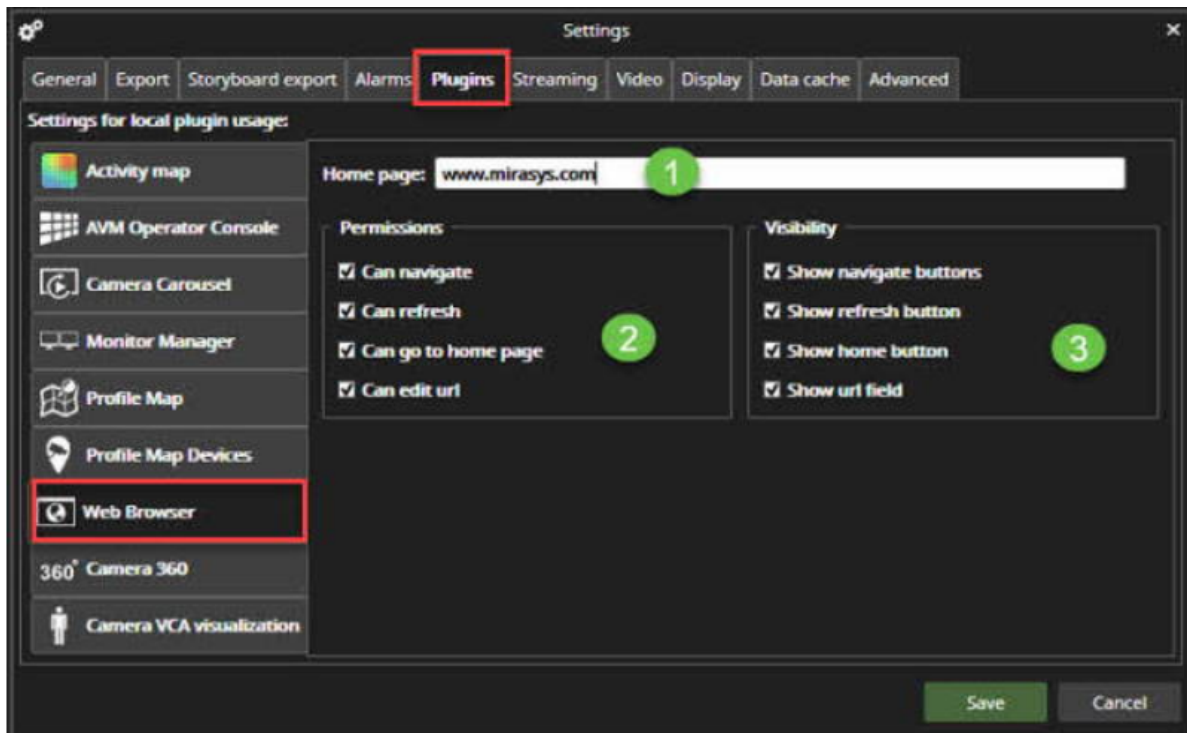 Settings
General Export Storyboard export Alarms Plugins Streaming Video Display Data cache Advanced
Settings for local plugin usage:
Activity map
AVM Operator Console
Camera Carousel
Monitor Manager
Profile Map
Profile Map Devices
Web Browser
360° Camera 360
Camera VCA visualization
Home page: www.mirasys.com 1
Permissions
Can navigate
Can refresh
Can go to home page
Can edit url
2
Visibility
Show navigate buttons
Show refresh button
Show home button
Show url field
3
Save Cancel